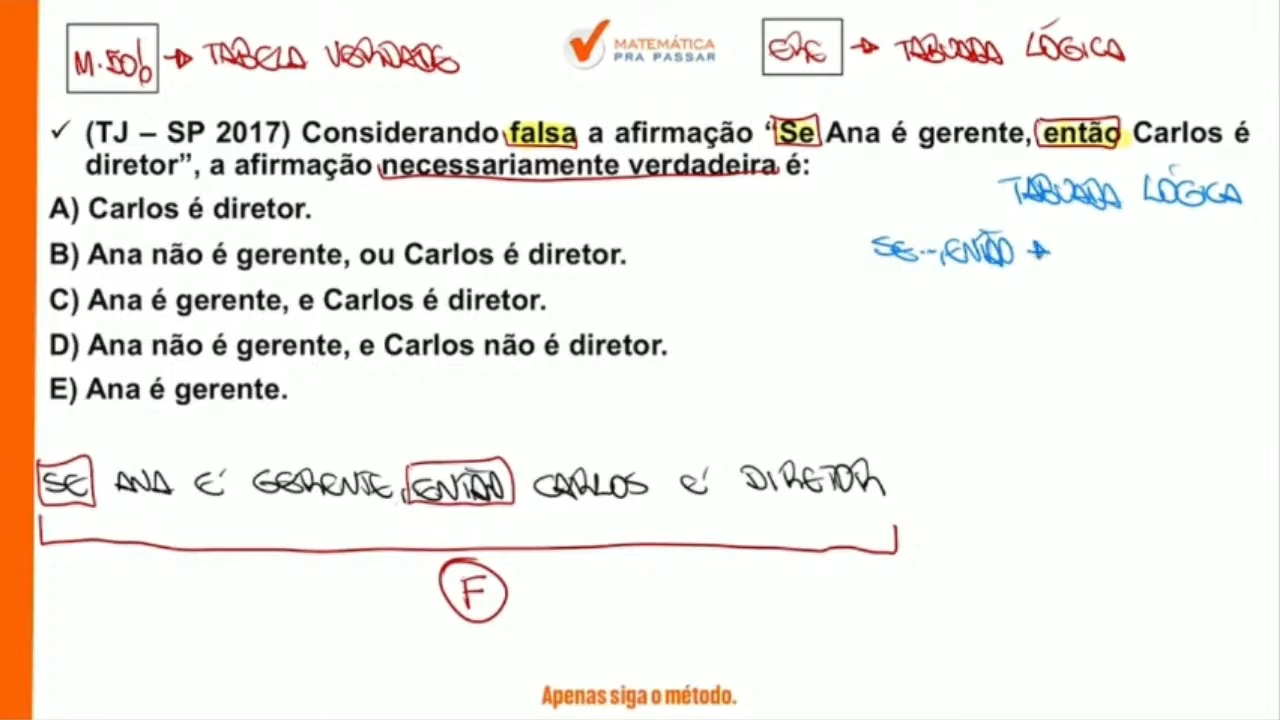 M.50% → TABELA VERDADE
MATEMÁTICA
PRA PASSAR
→ TABUADA LÓGICA
✓ (TJ – SP 2017) Considerando falsa a afirmação “Se Ana é gerente, então Carlos é
diretor”, a afirmação necessariamente verdadeira é:
TABUADA LÓGICA
A) Carlos é diretor.
SE..,ENTÃO →
B) Ana não é gerente, ou Carlos é diretor.
C) Ana é gerente, e Carlos é diretor.
D) Ana não é gerente, e Carlos não é diretor.
E) Ana é gerente.
SE ANA É GERENTE, ENTÃO CARLOS É DIRETOR
F
Apenas siga o método.